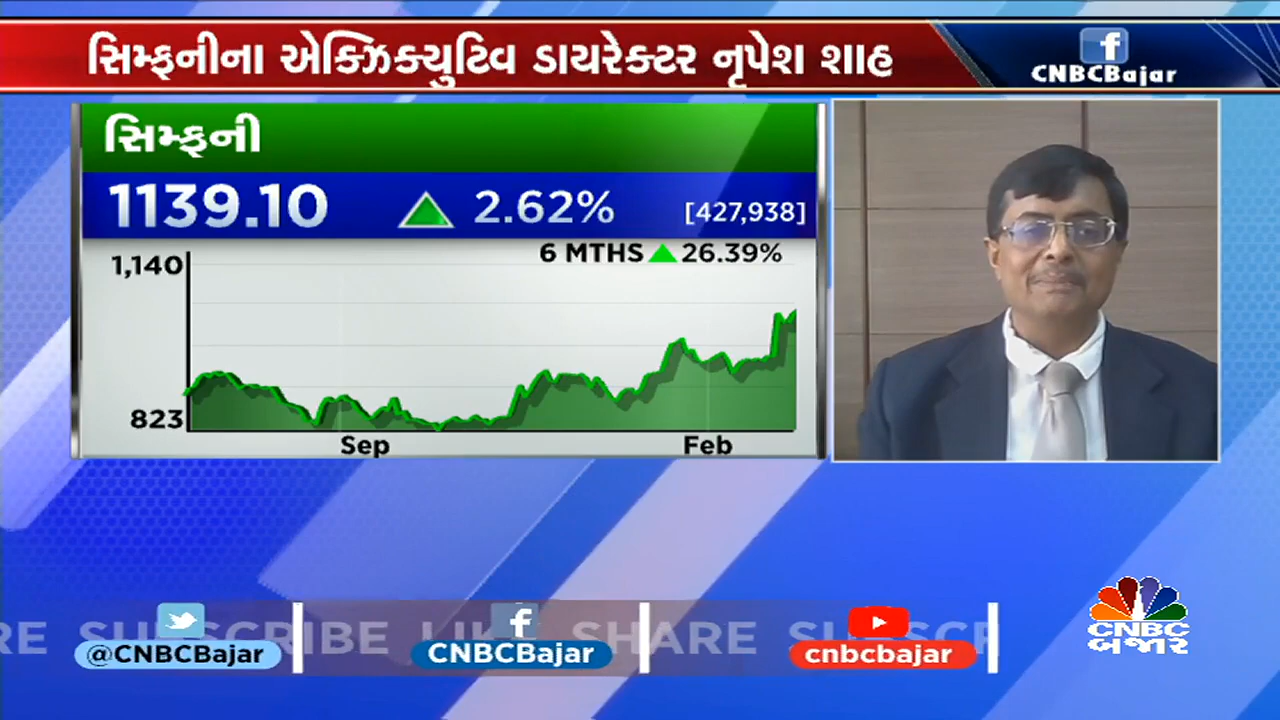 સિમ્ફનીના એક્ઝિક્યુટિવ ડાયરેક્ટર નૃપેશ શાહ
CNBCBajar
સિમ્ફની
1139.10 2.62% [427,938]
6 MTHS 26.39%
1,140
823
Sep Feb
SUBSCRIBE LIKE SHARE
@CNBCBajar CNBCBajar cnbcbajar
CNBC
બજાર